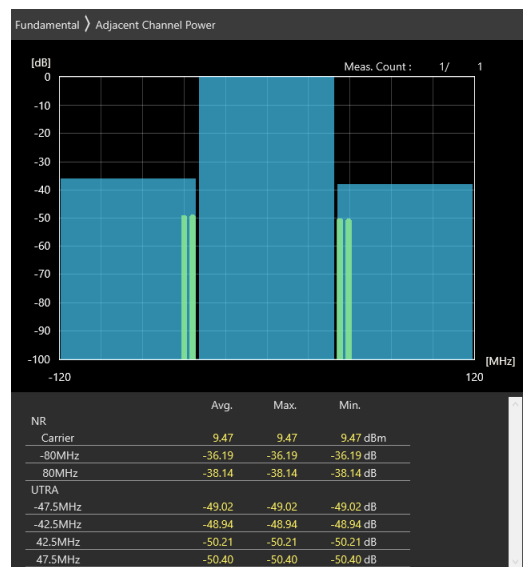 Fundamental 》 Adjacent Channel Power
[dB]
Meas. Count : 1/ 1
0
-10
-20
-30
-40
-50
-60
-70
-80
-90
-100
[MHz]
-120 120
Avg. Max. Min.
NR
Carrier 9.47 9.47 9.47 dBm
-80MHz -36.19 -36.19 -36.19 dB
80MHz -38.14 -38.14 -38.14 dB
UTRA
-47.5MHz -49.02 -49.02 -49.02 dB
-42.5MHz -48.94 -48.94 -48.94 dB
42.5MHz -50.21 -50.21 -50.21 dB
47.5MHz -50.40 -50.40 -50.40 dB